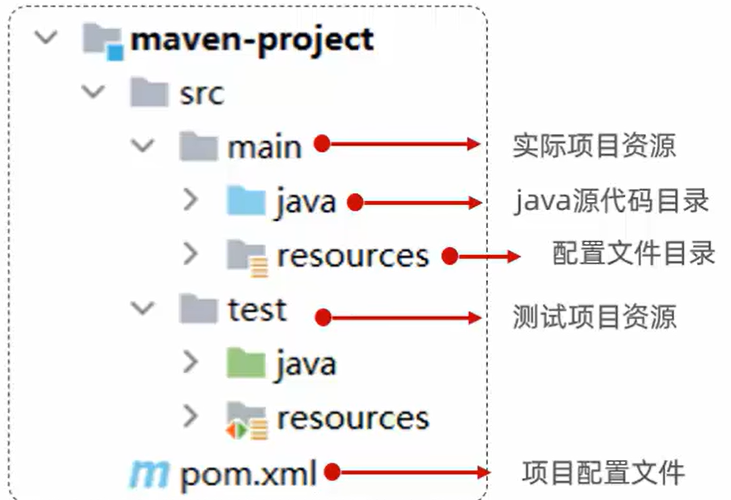 maven-project
src
main 实际项目资源
java java源代码目录
resources 配置文件目录
test 测试项目资源
java
resources
pom.xml 项目配置文件